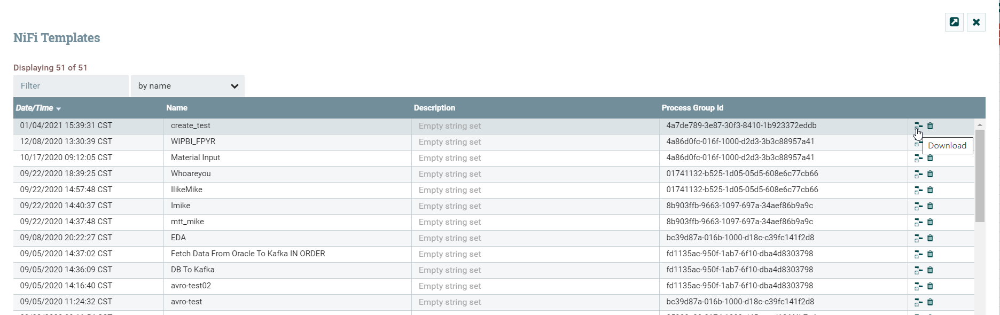 NiFi Templates
Displaying 51 of 51
Filter by name
Date/Time Name Description Process Group Id
01/04/2021 15:39:31 CST create_test Empty string set 4a7de789-3e87-30f3-8410-1b923372eddb
12/08/2020 13:30:39 CST WIPBI_FPYR Empty string set 4a86d0fc-016f-1000-d2d3-3b3c88957a41
Download
10/17/2020 09:12:05 CST Material Input Empty string set 4a86d0fc-016f-1000-d2d3-3b3c88957a41
09/22/2020 18:39:25 CST Whoareyou Empty string set 01741132-b525-1d05-05d5-608e6c77cb66
09/22/2020 14:57:48 CST IlikeMike Empty string set 01741132-b525-1d05-05d5-608e6c77cb66
09/22/2020 14:40:37 CST Imike Empty string set 8b903ffb-9663-1097-697a-34aef86b9a9c
09/22/2020 14:37:48 CST mtt_mike Empty string set 8b903ffb-9663-1097-697a-34aef86b9a9c
09/08/2020 20:22:27 CST EDA Empty string set bc39d87a-016b-1000-d18c-c39fc141f2d8
09/05/2020 14:37:02 CST Fetch Data From Oracle To Kafka IN ORDER Empty string set fd1135ac-950f-1ab7-6f10-dba4d8303798
09/05/2020 14:36:09 CST DB To Kafka Empty string set fd1135ac-950f-1ab7-6f10-dba4d8303798
09/05/2020 14:16:40 CST avro-test02 Empty string set fd1135ac-950f-1ab7-6f10-dba4d8303798
09/05/2020 11:24:32 CST avro-test Empty string set bc39d87a-016b-1000-d18c-c39fc141f2d8